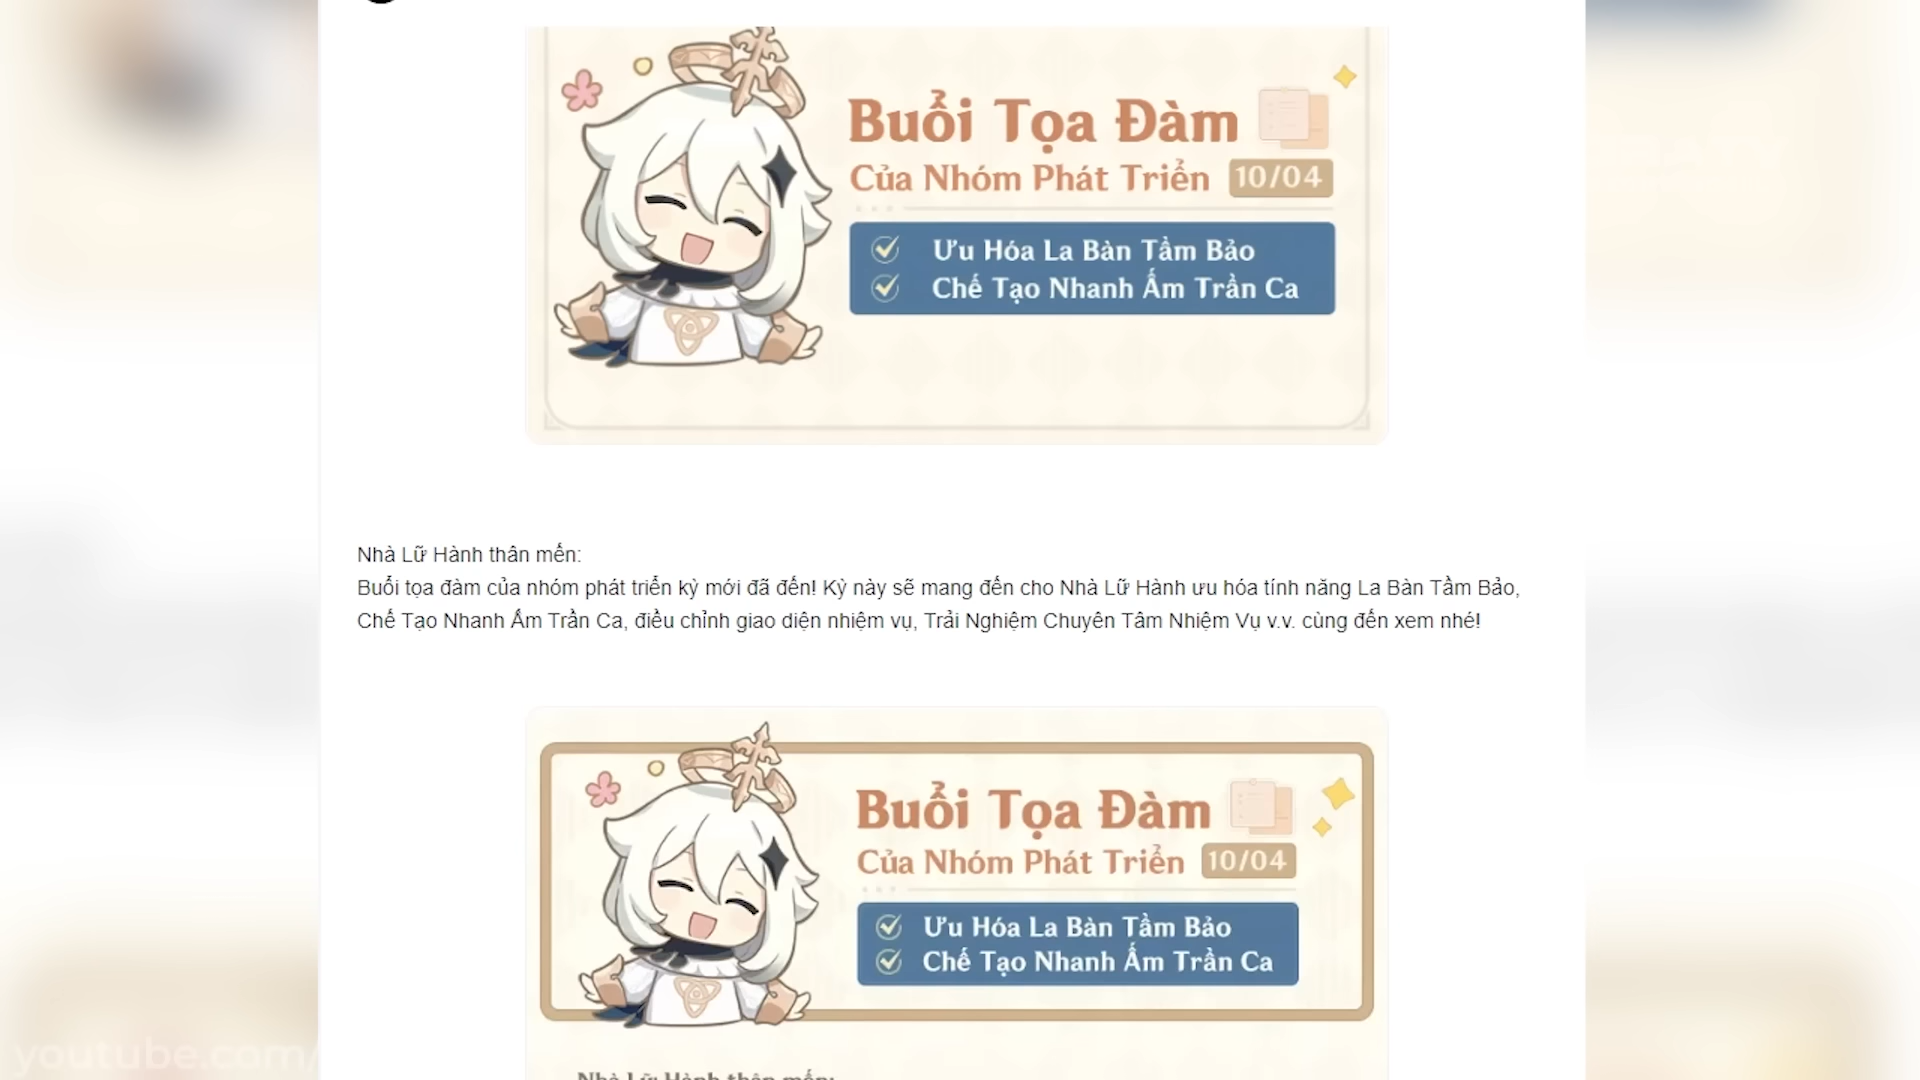 Buổi Tọa Đàm
Của Nhóm Phát Triển 10/04
Ưu Hóa La Bàn Tầm Bảo
Chế Tạo Nhanh Ấm Trần Ca
Nhà Lữ Hành thân mến:
Buổi tọa đàm của nhóm phát triển kỳ mới đã đến! Kỳ này sẽ mang đến cho Nhà Lữ Hành ưu hóa tính năng La Bàn Tầm Bảo,
Chế Tạo Nhanh Ấm Trần Ca, điều chỉnh giao diện nhiệm vụ, Trải Nghiệm Chuyên Tâm Nhiệm Vụ v.v. cùng đến xem nhé!
Buổi Tọa Đàm
Của Nhóm Phát Triển 10/04
Ưu Hóa La Bàn Tầm Bảo
Chế Tạo Nhanh Ấm Trần Ca
Nhà Lữ Hành thân mến:
youtube.com/